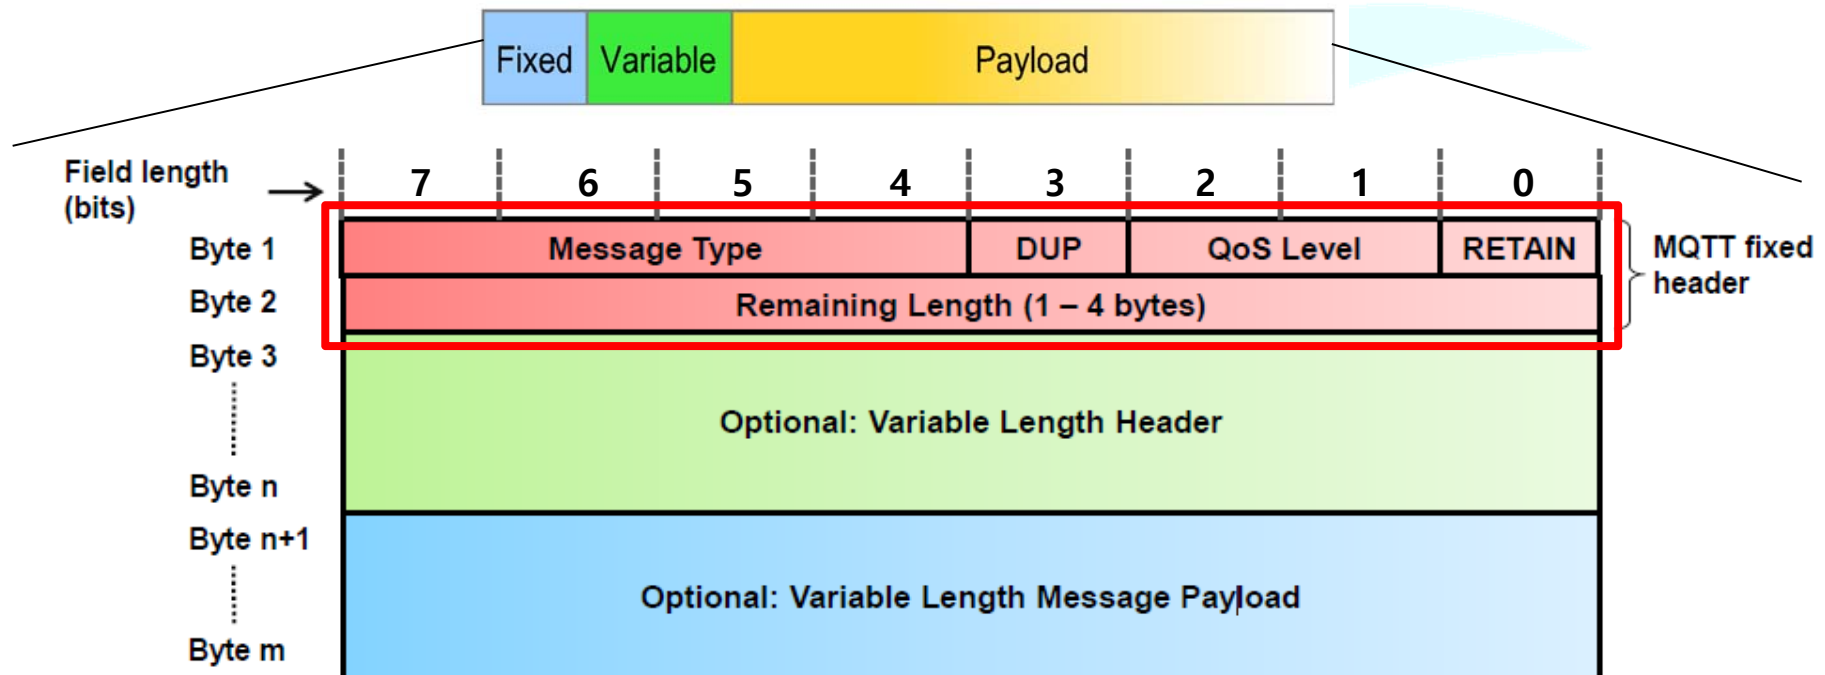 Fixed Variable Payload
Field length
(bits)
7 6 5 4 3 2 1 0
Byte 1 Message Type DUP QoS Level RETAIN
MQTT fixed
header
Byte 2 Remaining Length (1 – 4 bytes)
Byte 3
Optional: Variable Length Header
Byte n
Byte n+1
Optional: Variable Length Message Payload
Byte m